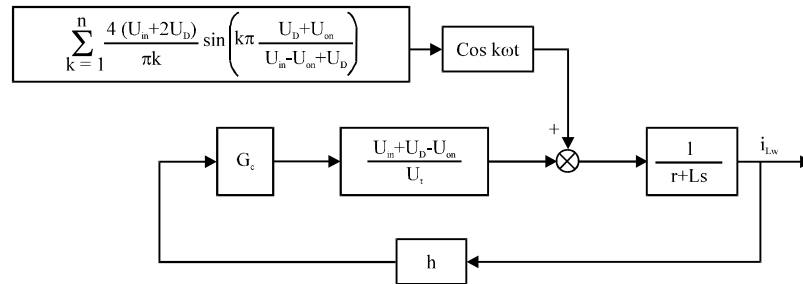 n
∑ 4 (U_in+2U_D) / πk sin(kπ U_D+U_on / U_in-U_on+U_D)
k = 1
Cos kωt
+
G_c
U_in+U_D-U_on / U_t
1 / r+Ls
i_Lw
h